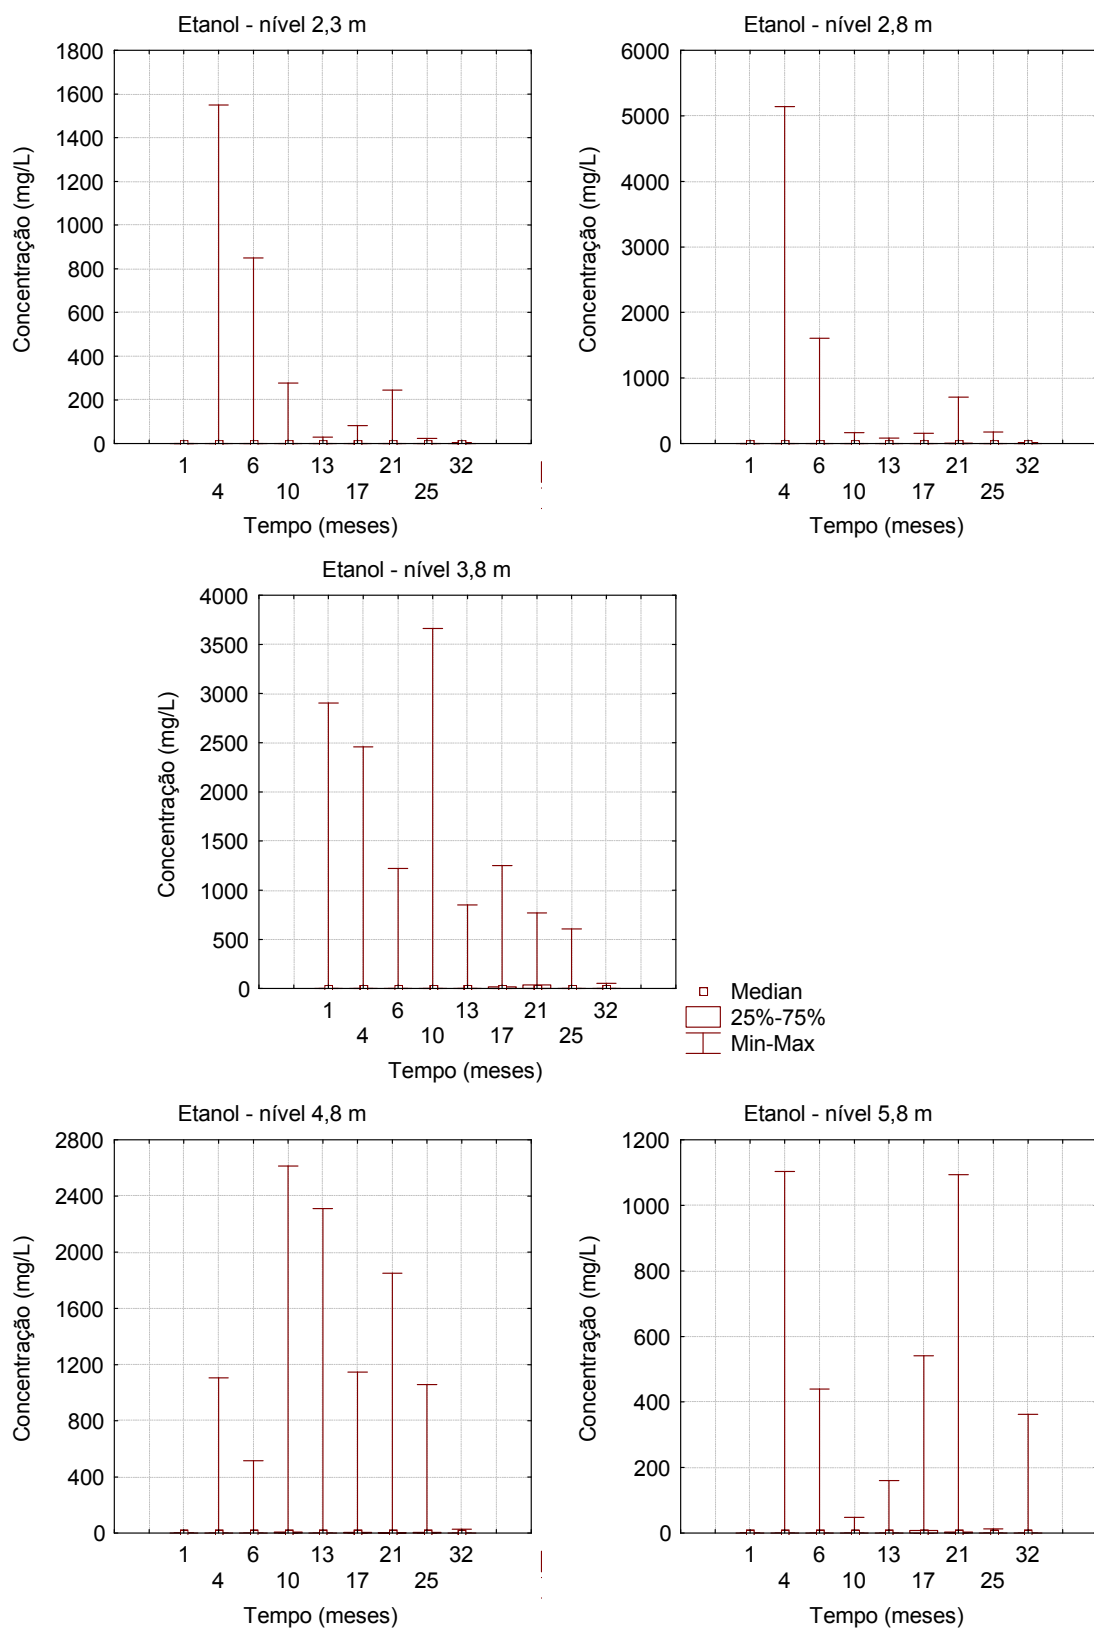 Etanol - nível 2,3 m
1800
1600
1400
1200
1000
800
600
400
200
0
Concentração (mg/L)
1 6 13 21 32
4 10 17 25
Tempo (meses)
Etanol - nível 2,8 m
6000
5000
4000
3000
2000
1000
0
Concentração (mg/L)
1 6 13 21 32
4 10 17 25
Tempo (meses)
Etanol - nível 3,8 m
4000
3500
3000
2500
2000
1500
1000
500
0
Concentração (mg/L)
1 6 13 21 32
4 10 17 25
Tempo (meses)
Median
25%-75%
Min-Max
Etanol - nível 4,8 m
2800
2400
2000
1600
1200
800
400
0
Concentração (mg/L)
1 6 13 21 32
4 10 17 25
Tempo (meses)
Etanol - nível 5,8 m
1200
1000
800
600
400
200
0
Concentração (mg/L)
1 6 13 21 32
4 10 17 25
Tempo (meses)